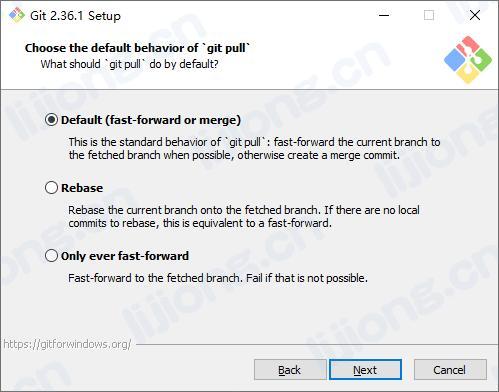 Git 2.36.1 Setup
Choose the default behavior of `git pull`
What should `git pull` do by default?
Default (fast-forward or merge)
This is the standard behavior of `git pull`: fast-forward the current branch to
the fetched branch when possible, otherwise create a merge commit.
Rebase
Rebase the current branch onto the fetched branch. If there are no local
commits to rebase, this is equivalent to a fast-forward.
Only ever fast-forward
Fast-forward to the fetched branch. Fail if that is not possible.
https://gitforwindows.org/
Back
Next
Cancel
lijiong.cn